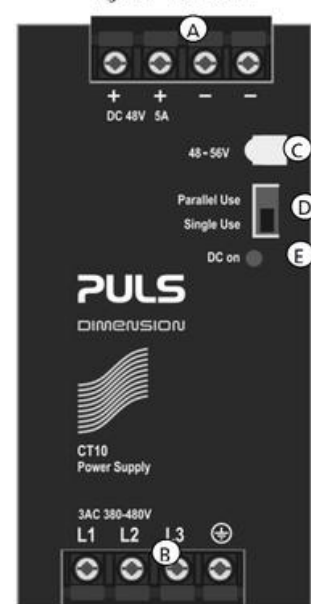 A
+ + – –
DC 48V 5A
48-56V C
Parallel Use
Single Use
D
DC on E
PULS
DIMENSION
CT10
Power Supply
3AC 380-480V
L1 L2 L3
B